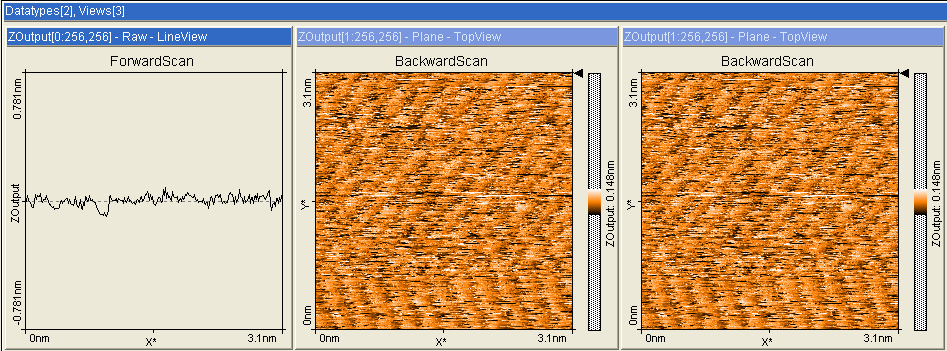 Datatypes[2], Views[3]
ZOutput[0:256,256] - Raw - LineView
ForwardScan
0.781nm
ZOutput
-0.781nm
0nm
X*
3.1nm
ZOutput[1:256,256] - Plane - TopView
BackwardScan
3.1nm
Y*
0nm
0nm
X*
3.1nm
ZOutput: 0.148nm
ZOutput[1:256,256] - Plane - TopView
BackwardScan
3.1nm
Y*
0nm
0nm
X*
3.1nm
ZOutput: 0.148nm